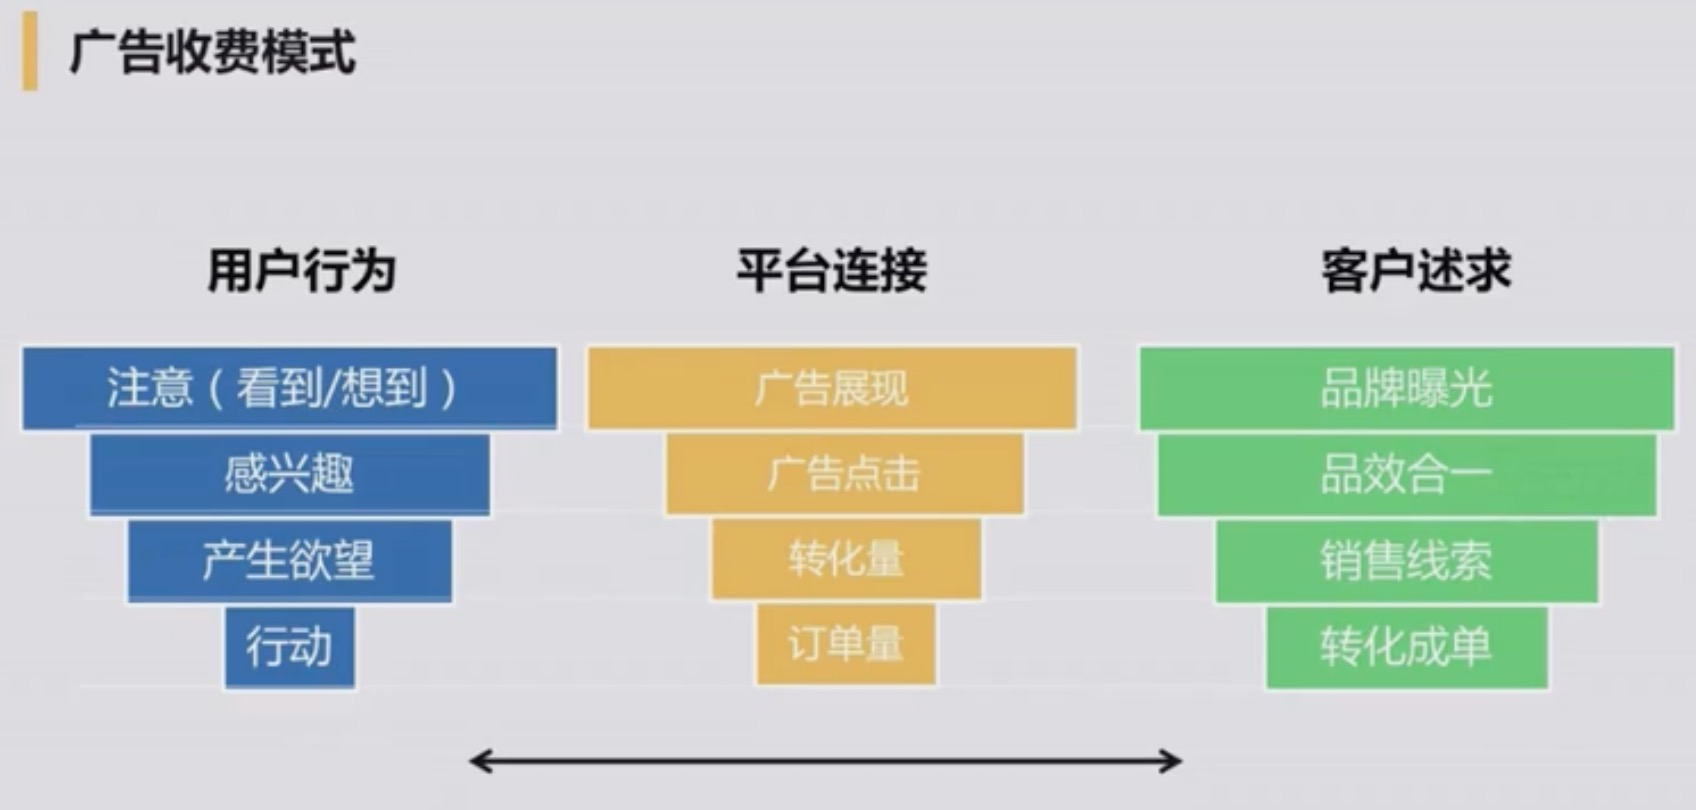 广告收费模式
用户行为
平台连接
客户述求
注意（看到/想到）
广告展现
品牌曝光
感兴趣
广告点击
品效合一
产生欲望
转化量
销售线索
行动
订单量
转化成单